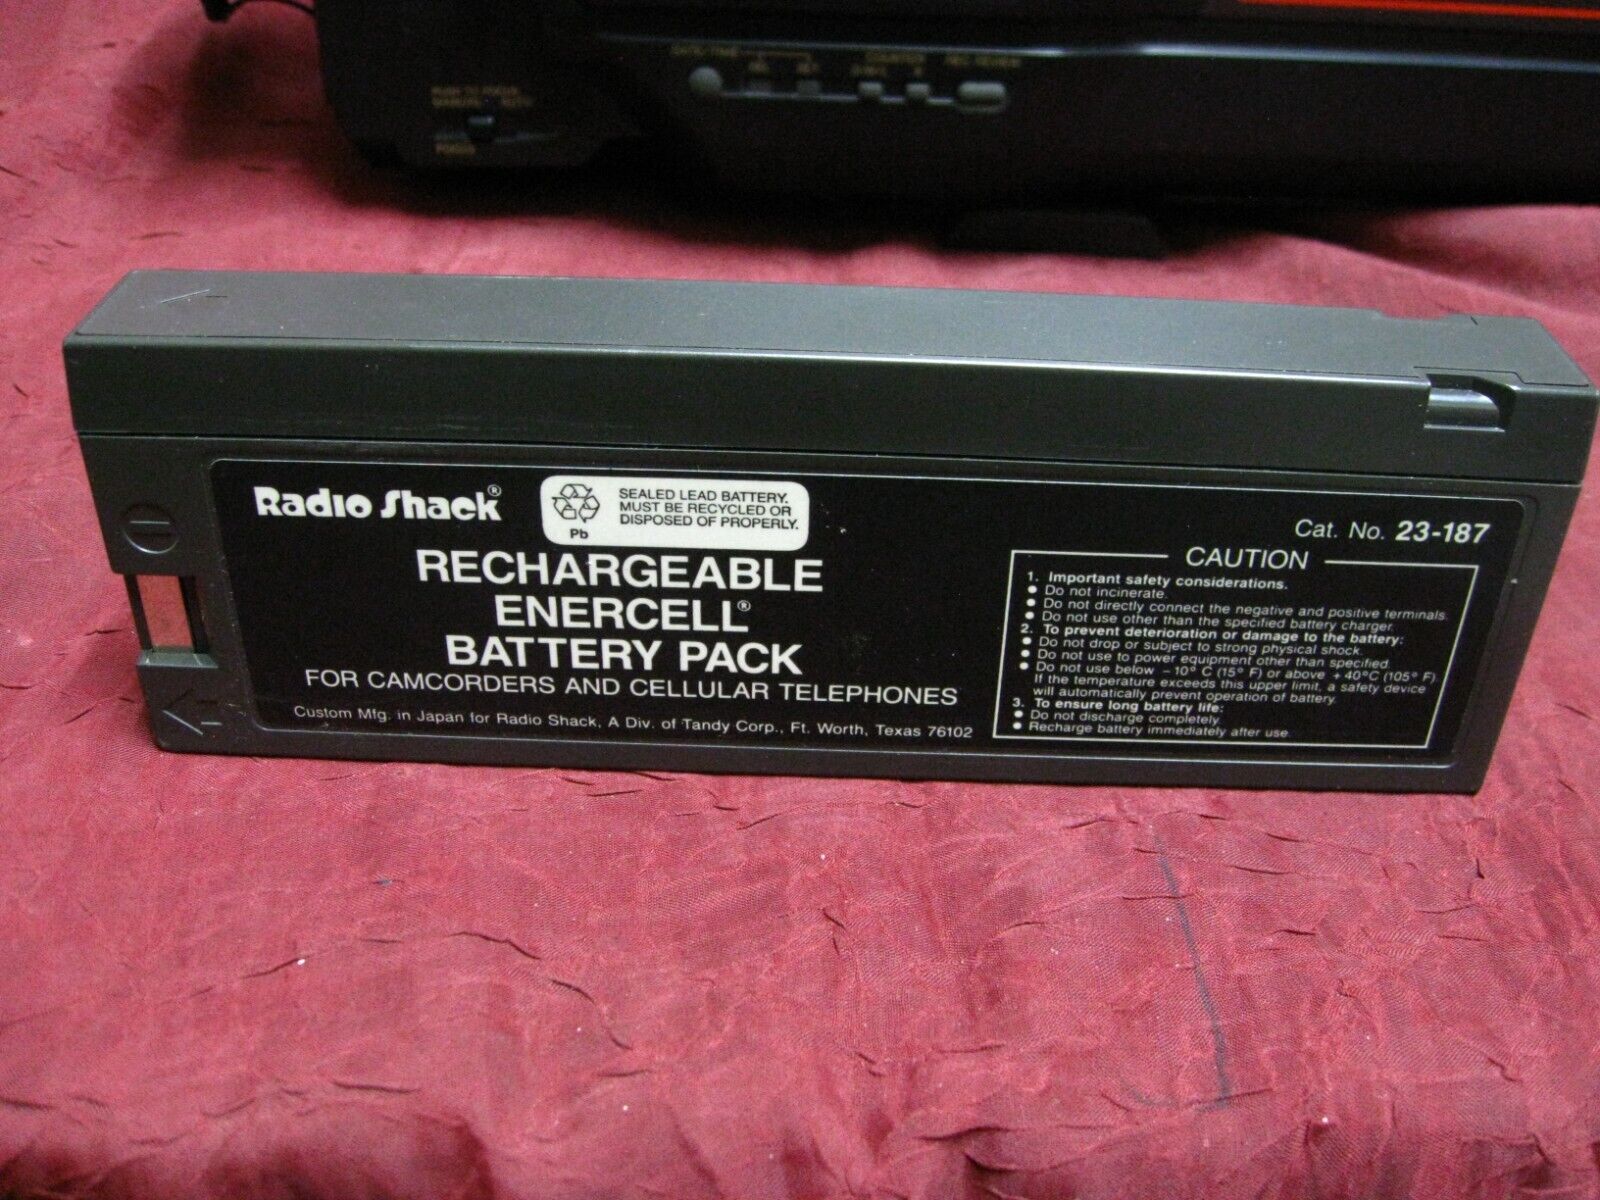 DATE/TIME
COUNTER
REC REVIEW
PUSH TO FOCUS
MANUAL AUTO
FOCUS
Radio Shack®
SEALED LEAD BATTERY.
MUST BE RECYCLED OR
DISPOSED OF PROPERLY.
Pb
RECHARGEABLE
ENERCELL®
BATTERY PACK
FOR CAMCORDERS AND CELLULAR TELEPHONES
Custom Mfg. in Japan for Radio Shack, A Div. of Tandy Corp., Ft. Worth, Texas 76102
Cat. No. 23-187
CAUTION
1. Important safety considerations.
● Do not incinerate.
● Do not directly connect the negative and positive terminals.
● Do not use other than the specified battery charger.
2. To prevent deterioration or damage to the battery:
● Do not drop or subject to strong physical shock.
● Do not use to power equipment other than specified.
● Do not use below −10° C (15° F) or above +40°C (105° F)
If the temperature exceeds this upper limit, a safety device
will automatically prevent operation of battery.
3. To ensure long battery life:
● Do not discharge completely.
● Recharge battery immediately after use.